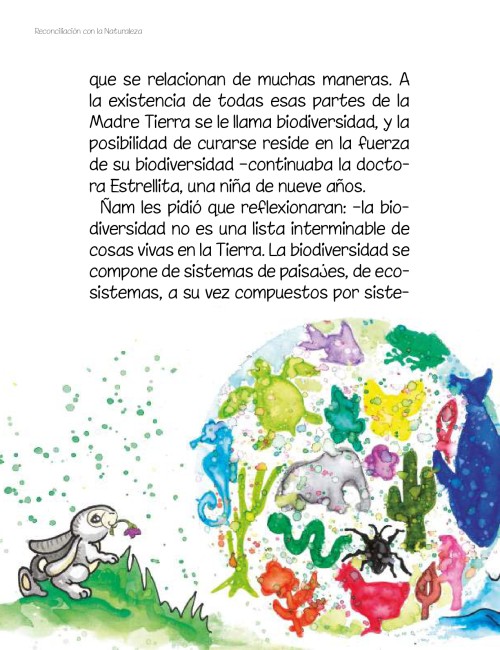 Reconciliación con la Naturaleza
que se relacionan de muchas maneras. A
la existencia de todas esas partes de la
Madre Tierra se le llama biodiversidad, y la
posibilidad de curarse reside en la fuerza
de su biodiversidad –continuaba la docto-
ra Estrellita, una niña de nueve años.
Ñam les pidió que reflexionaran: –la bio-
diversidad no es una lista interminable de
cosas vivas en la Tierra. La biodiversidad se
compone de sistemas de paisajes, de eco-
sistemas, a su vez compuestos por siste-